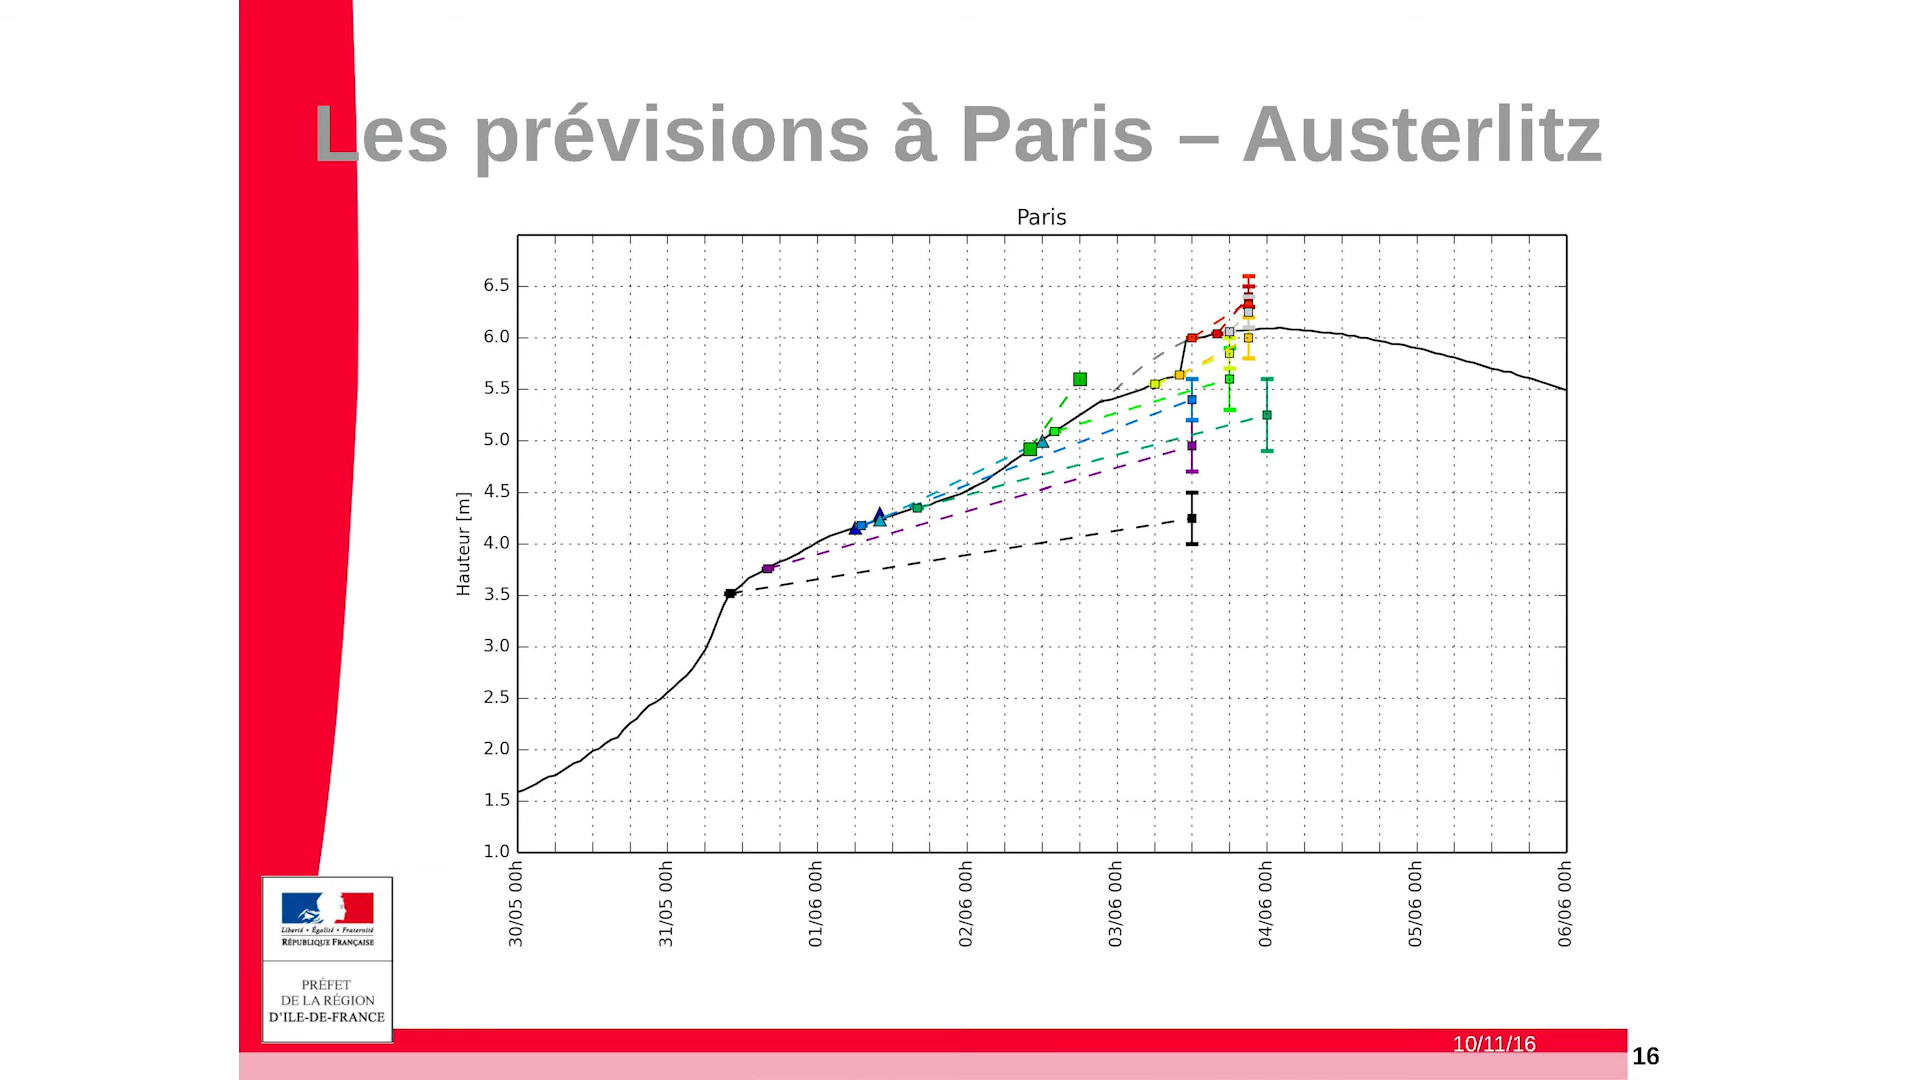 Les prévisions à Paris – Austerlitz
Paris
Hauteur [m]
6.5
6.0
5.5
5.0
4.5
4.0
3.5
3.0
2.5
2.0
1.5
1.0
30/05 00h
31/05 00h
01/06 00h
02/06 00h
03/06 00h
04/06 00h
05/06 00h
06/06 00h
Liberté • Égalité • Fraternité
RÉPUBLIQUE FRANÇAISE
PRÉFET
DE LA RÉGION
D'ILE-DE-FRANCE
10/11/16
16